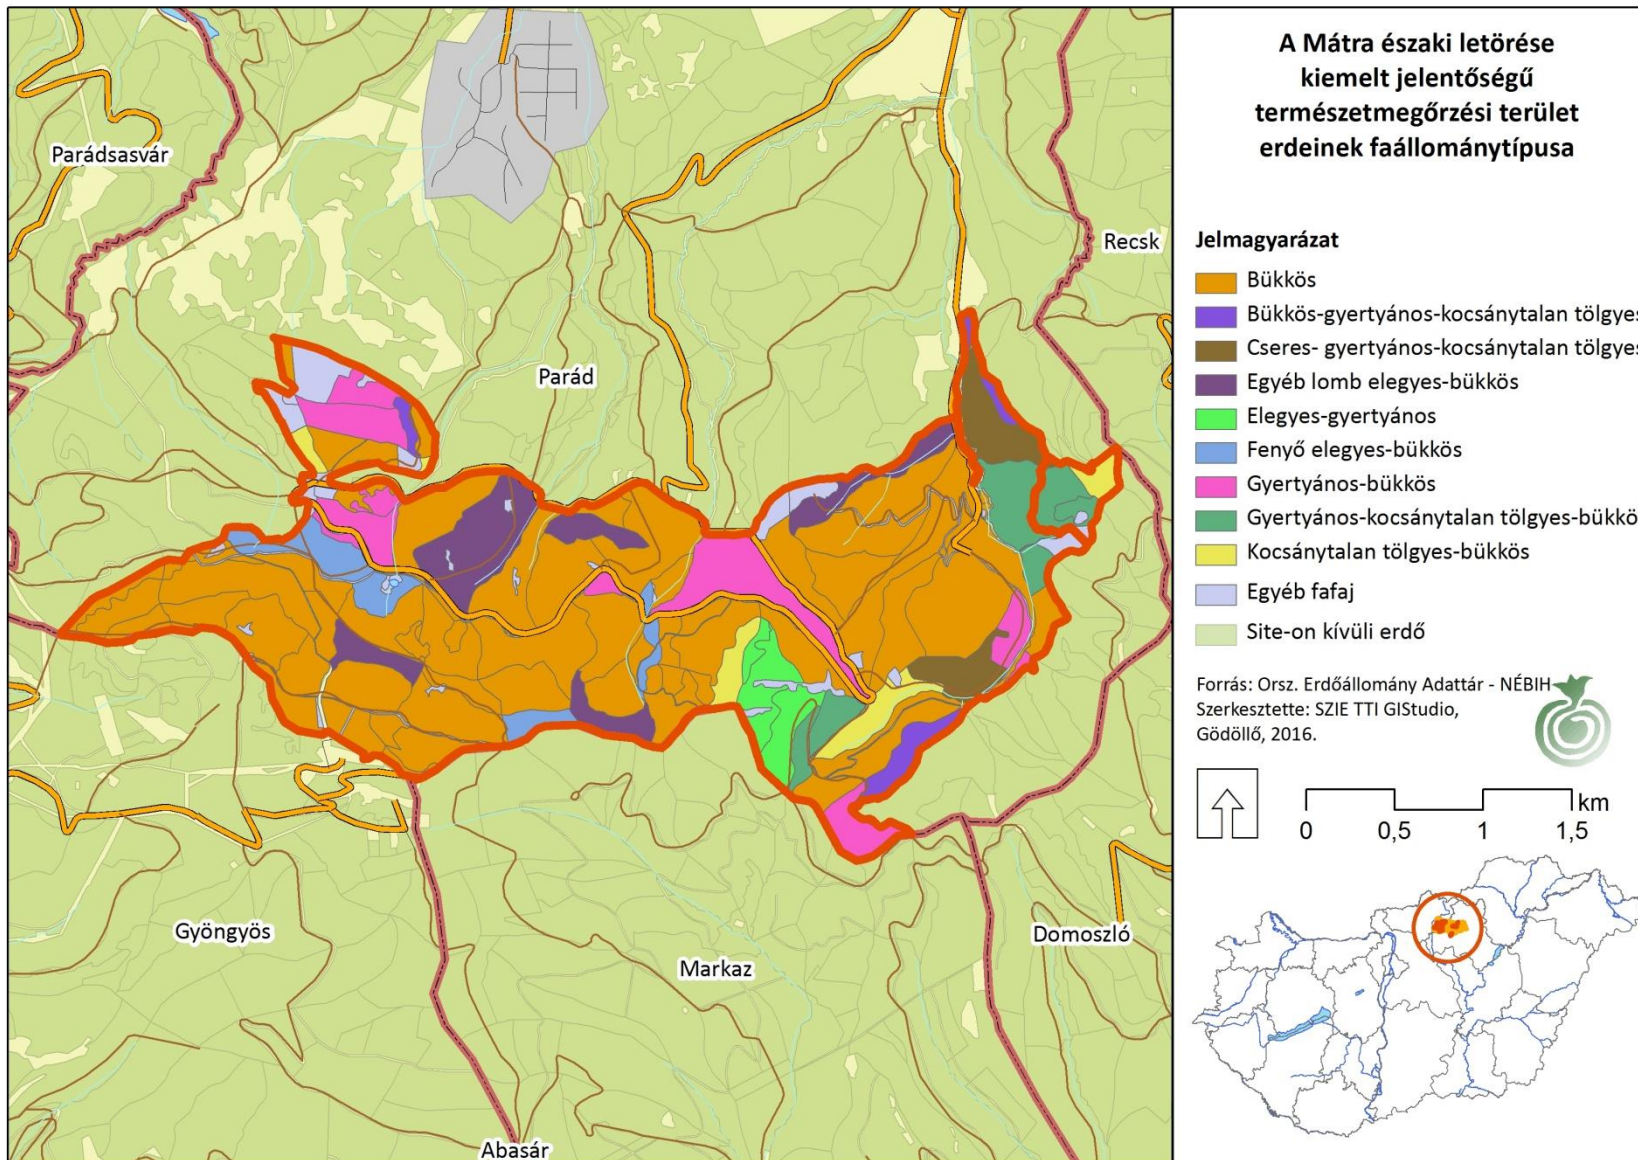 A Mátra északi letörése
kiemelt jelentőségű
természetmegőrzési terület
erdeinek faállománytípusa
Jelmagyarázat
Bükkös
Bükkös-gyertyános-kocsánytalan tölgyes
Cseres- gyertyános-kocsánytalan tölgyes
Egyéb lomb elegyes-bükkös
Elegyes-gyertyános
Fenyő elegyes-bükkös
Gyertyános-bükkös
Gyertyános-kocsánytalan tölgyes-bükkö
Kocsánytalan tölgyes-bükkös
Egyéb fafaj
Site-on kívüli erdő
Forrás: Orsz. Erdőállomány Adattár - NÉBIH
Szerkesztette: SZIE TTI GIStudio,
Gödöllő, 2016.
km
0 0,5 1 1,5
Parádsasvár
Recsk
Parád
Gyöngyös
Markaz
Domoszló
Abasár